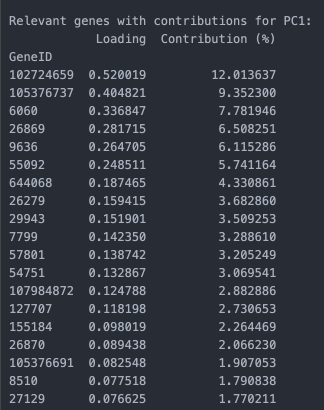 Relevant genes with contributions for PC1:
Loading Contribution (%)
GeneID
102724659 0.520019 12.013637
105376737 0.404821 9.352300
6060 0.336847 7.781946
26869 0.281715 6.508251
9636 0.264705 6.115286
55092 0.248511 5.741164
644068 0.187465 4.330861
26279 0.159415 3.682860
29943 0.151901 3.509253
7799 0.142350 3.288610
57801 0.138742 3.205249
54751 0.132867 3.069541
107984872 0.124788 2.882886
127707 0.118198 2.730653
155184 0.098019 2.264469
26870 0.089438 2.066230
105376691 0.082548 1.907053
8510 0.077518 1.790838
27129 0.076625 1.770211